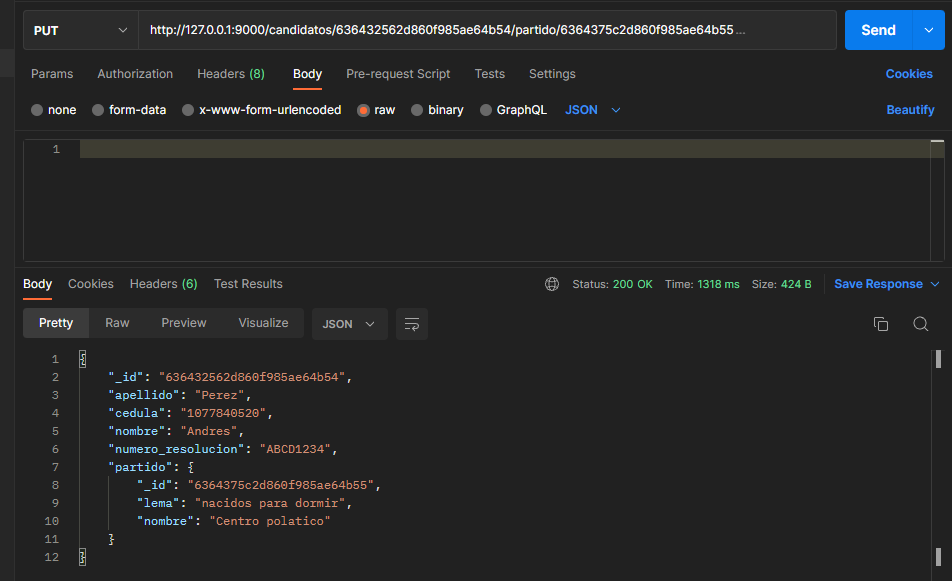 PUT http://127.0.0.1:9000/candidatos/636432562d860f985ae64b54/partido/6364375c2d860f985ae64b55... Send
Params Authorization Headers (8) Body Pre-request Script Tests Settings Cookies
none form-data x-www-form-urlencoded raw binary GraphQL JSON Beautify
1
Body Cookies Headers (6) Test Results Status: 200 OK Time: 1318 ms Size: 424 B Save Response
Pretty Raw Preview Visualize JSON
1 {
2 "_id": "636432562d860f985ae64b54",
3 "apellido": "Perez",
4 "cedula": "1077840520",
5 "nombre": "Andres",
6 "numero_resolucion": "ABCD1234",
7 "partido": {
8 "_id": "6364375c2d860f985ae64b55",
9 "lema": "nacidos para dormir",
10 "nombre": "Centro polatico"
11 }
12 }